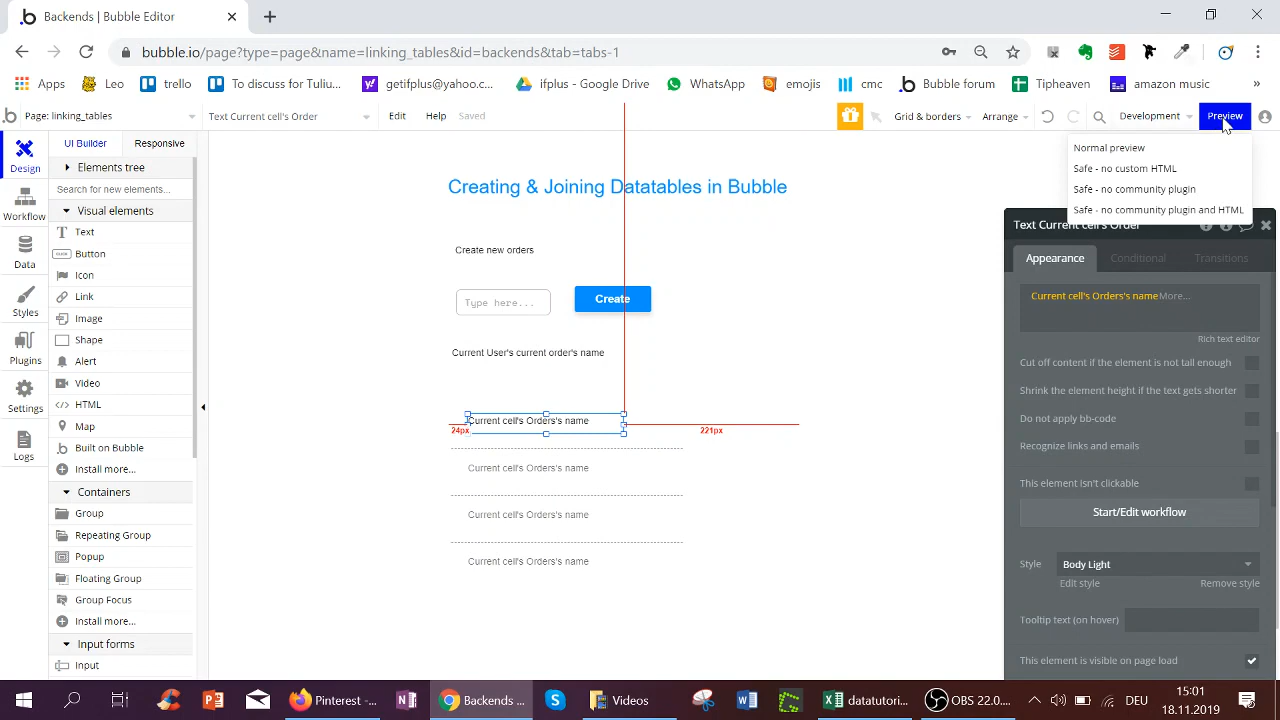 Backends | Bubble Editor
bubble.io/page?type=page&name=linking_tables&id=backends&tab=tabs-1
Apps
Leo
trello
To discuss for Tuliu...
getifplus@yahoo.c...
ifplus - Google Drive
WhatsApp
emojis
cmc
Bubble forum
Tipheaven
amazon music
»
Page: linking_tables
Text Current cell's Order
Edit
Help
Saved
Grid & borders
Arrange
Development
Preview
Design
Workflow
Data
Styles
Plugins
Settings
Logs
UI Builder
Responsive
Elements tree
Search for new elements...
Visual elements
Text
CLICK
Button
Icon
Link
Image
Shape
Alert
Video
HTML
Map
Built on Bubble
Install more...
Containers
Group
Repeating Group
Popup
Floating Group
Group Focus
Install more...
Input forms
Input
Creating & Joining Datatables in Bubble
Create new orders
Type here...
Create
Current User's current order's name
Current cell's Orders's name
24px
221px
Current cell's Orders's name
Current cell's Orders's name
Current cell's Orders's name
Normal preview
Safe - no custom HTML
Safe - no community plugin
Safe - no community plugin and HTML
Text Current cell's Order
Appearance
Conditional
Transitions
Current cell's Orders's nameMore...
Rich text editor
Cut off content if the element is not tall enough
Shrink the element height if the text gets shorter
Do not apply bb-code
Recognize links and emails
This element isn't clickable
Start/Edit workflow
Style
Body Light
Edit style
Remove style
Tooltip text (on hover)
This element is visible on page load
Pinterest -...
Backends ...
Videos
datatutori...
OBS 22.0....
DEU
15:01
18.11.2019